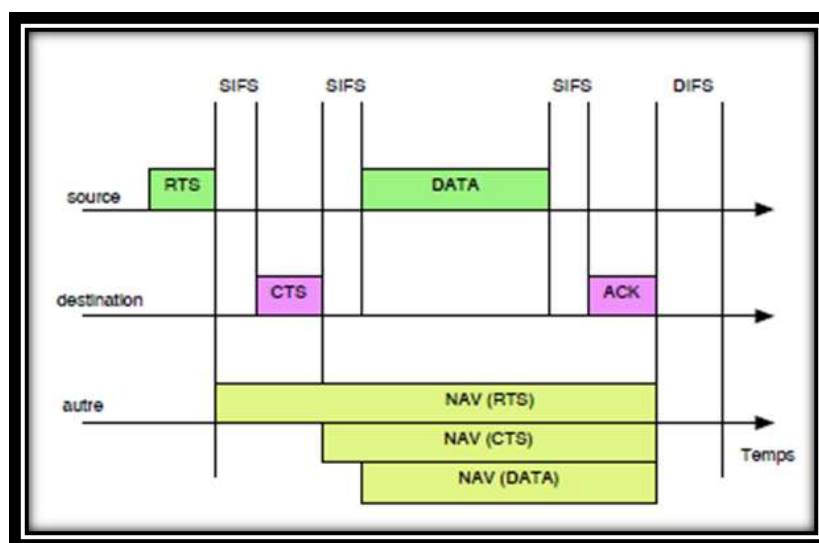 SIFS SIFS SIFS DIFS
source RTS DATA
destination CTS ACK
autre NAV (RTS)
NAV (CTS)
Temps
NAV (DATA)